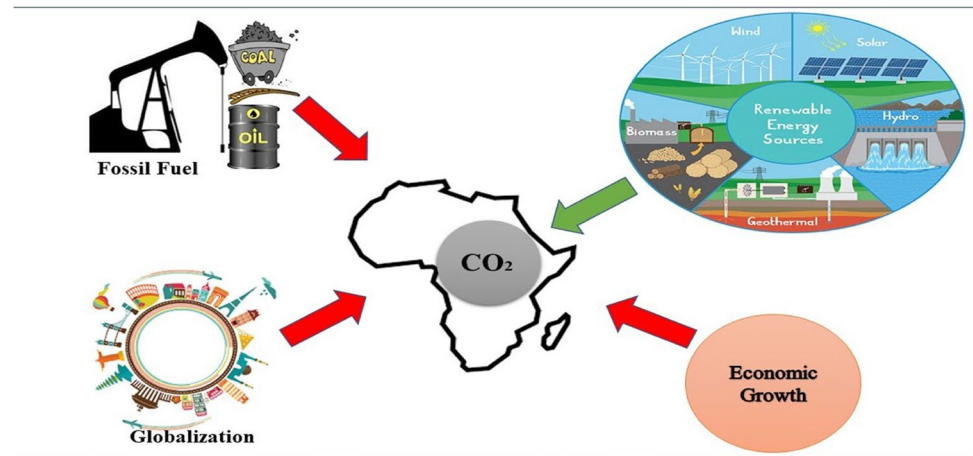 COAL
OIL
Fossil Fuel
Wind
Solar
Renewable
Energy
Sources
Hydro
Biomass
Geothermal
CO₂
Globalization
Economic
Growth